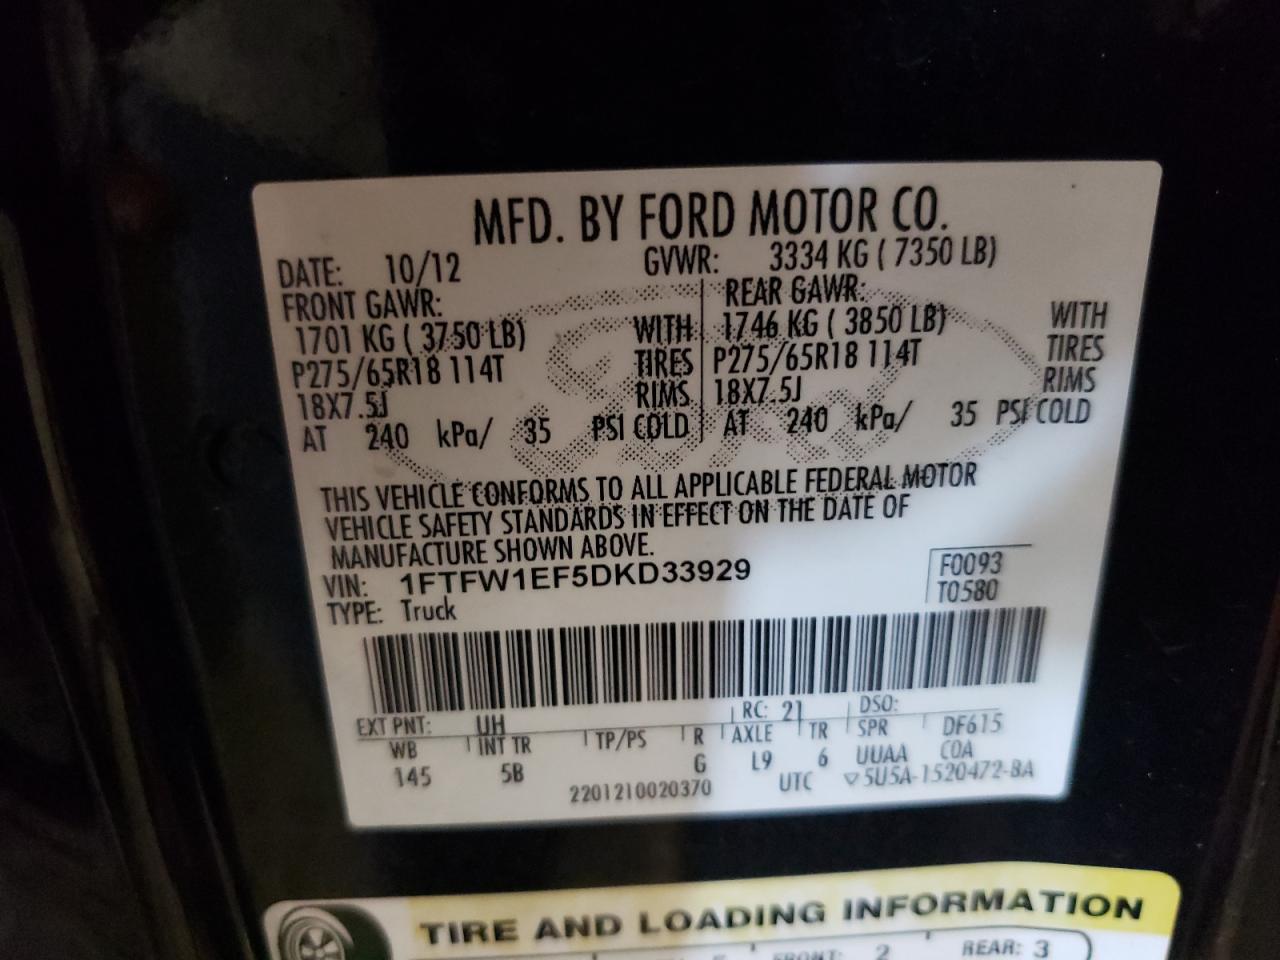 MFD. BY FORD MOTOR CO.
DATE: 10/12 GVWR: 3334 KG ( 7350 LB)
FRONT GAWR: REAR GAWR:
1701 KG ( 3750 LB) WITH 1746 KG ( 3850 LB) WITH
P275/65R18 114T TIRES P275/65R18 114T TIRES
18X7.5J RIMS 18X7.5J RIMS
AT 240 kPa/ 35 PSI COLD AT 240 kPa/ 35 PSI COLD
THIS VEHICLE CONFORMS TO ALL APPLICABLE FEDERAL MOTOR
VEHICLE SAFETY STANDARDS IN EFFECT ON THE DATE OF
MANUFACTURE SHOWN ABOVE.
VIN: 1FTFW1EF5DKD33929 F0093
TYPE: Truck T0580
EXT PNT: UH RC: 21 DSO:
WB INT TR TP/PS R AXLE TR SPR DF615
145 5B G L9 6 UUAA COA
2201210020370 UTC ▽5U5A-1520472-BA
TIRE AND LOADING INFORMATION
FRONT: 2 REAR: 3